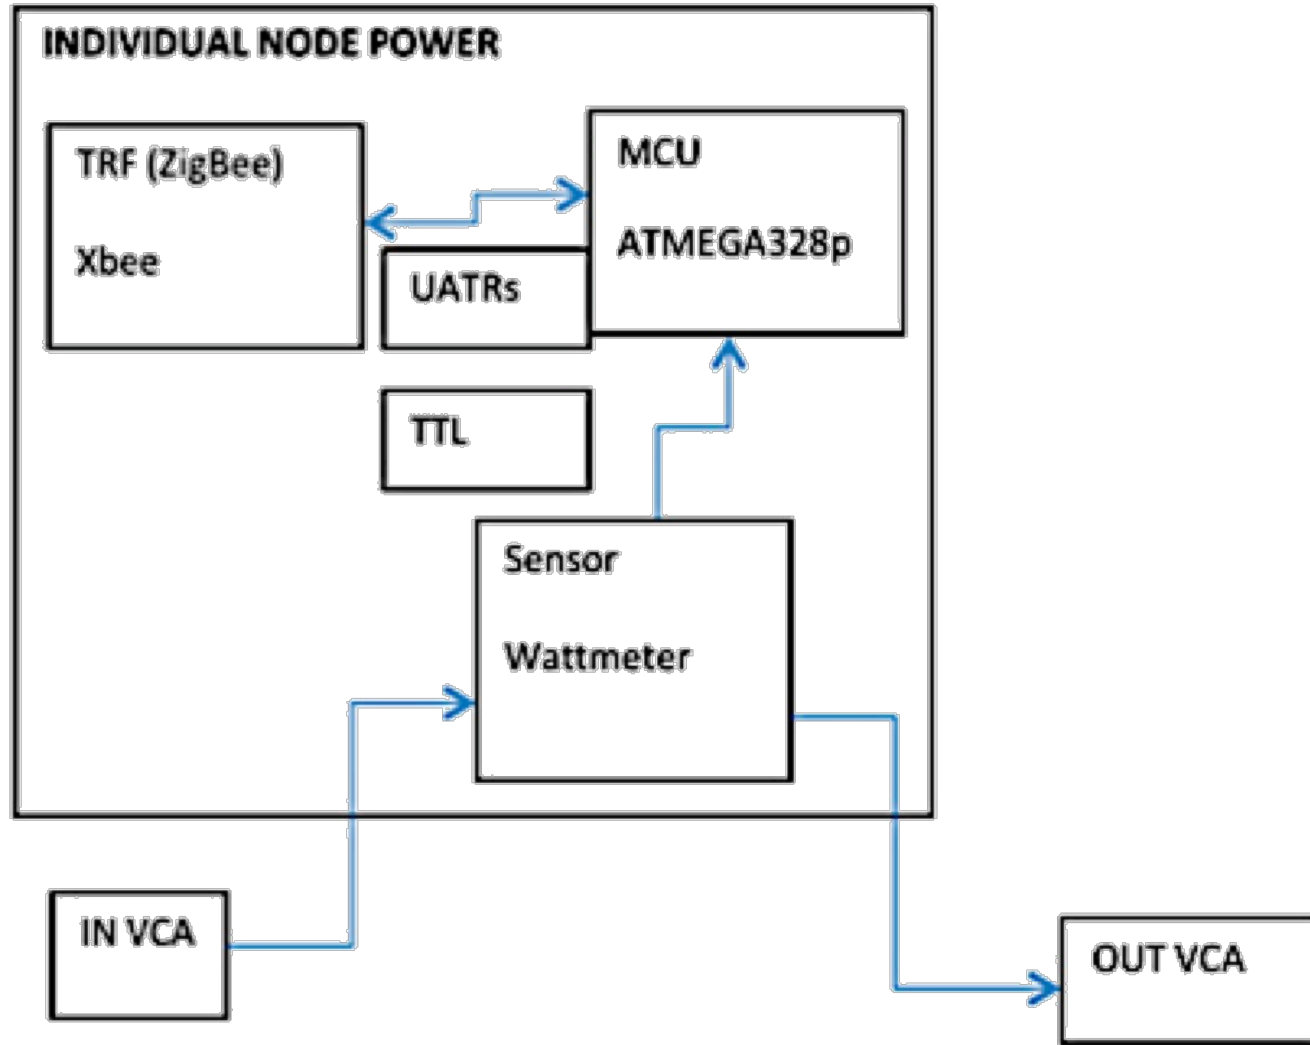 INDIVIDUAL NODE POWER
TRF (ZigBee)
Xbee
MCU
ATMEGA328p
UATRs
TTL
Sensor
Wattmeter
IN VCA
OUT VCA